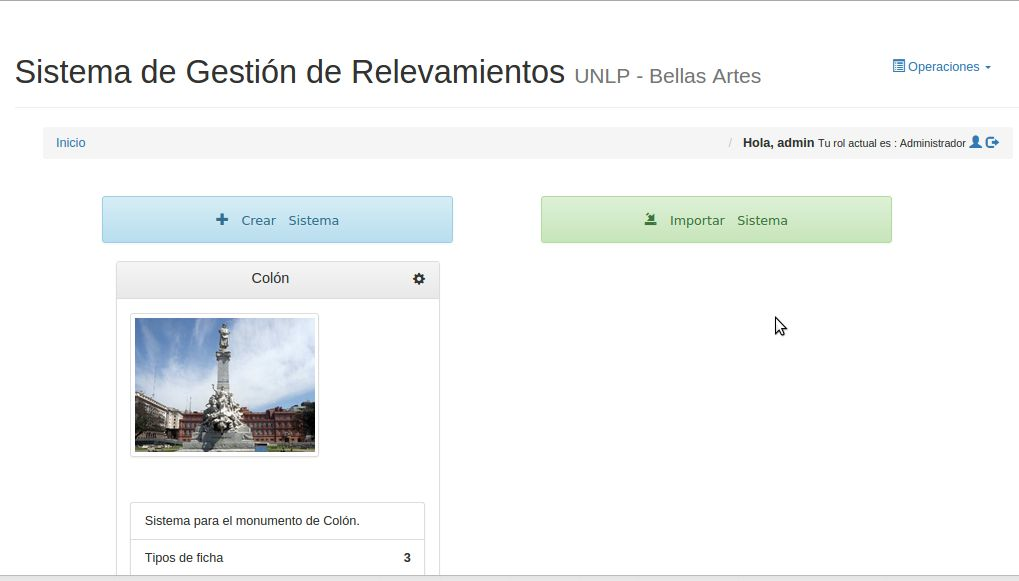 Sistema de Gestión de Relevamientos UNLP - Bellas Artes
Operaciones
Inicio
/ Hola, admin Tu rol actual es : Administrador
Crear Sistema
Importar Sistema
Colón
Sistema para el monumento de Colón.
Tipos de ficha 3